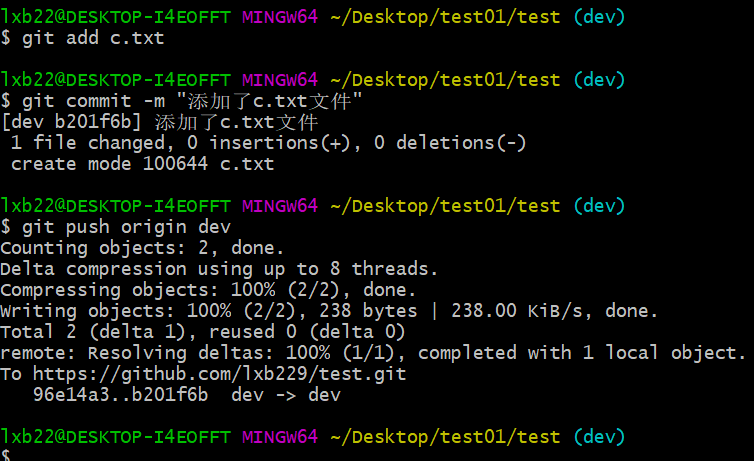 lxb22@DESKTOP-I4EOFFT MINGW64 ~/Desktop/test01/test (dev)
$ git add c.txt
lxb22@DESKTOP-I4EOFFT MINGW64 ~/Desktop/test01/test (dev)
$ git commit -m "添加了c.txt文件"
[dev b201f6b] 添加了c.txt文件
 1 file changed, 0 insertions(+), 0 deletions(-)
 create mode 100644 c.txt
lxb22@DESKTOP-I4EOFFT MINGW64 ~/Desktop/test01/test (dev)
$ git push origin dev
Counting objects: 2, done.
Delta compression using up to 8 threads.
Compressing objects: 100% (2/2), done.
Writing objects: 100% (2/2), 238 bytes | 238.00 KiB/s, done.
Total 2 (delta 1), reused 0 (delta 0)
remote: Resolving deltas: 100% (1/1), completed with 1 local object.
To https://github.com/lxb229/test.git
   96e14a3..b201f6b  dev -> dev
lxb22@DESKTOP-I4EOFFT MINGW64 ~/Desktop/test01/test (dev)
$